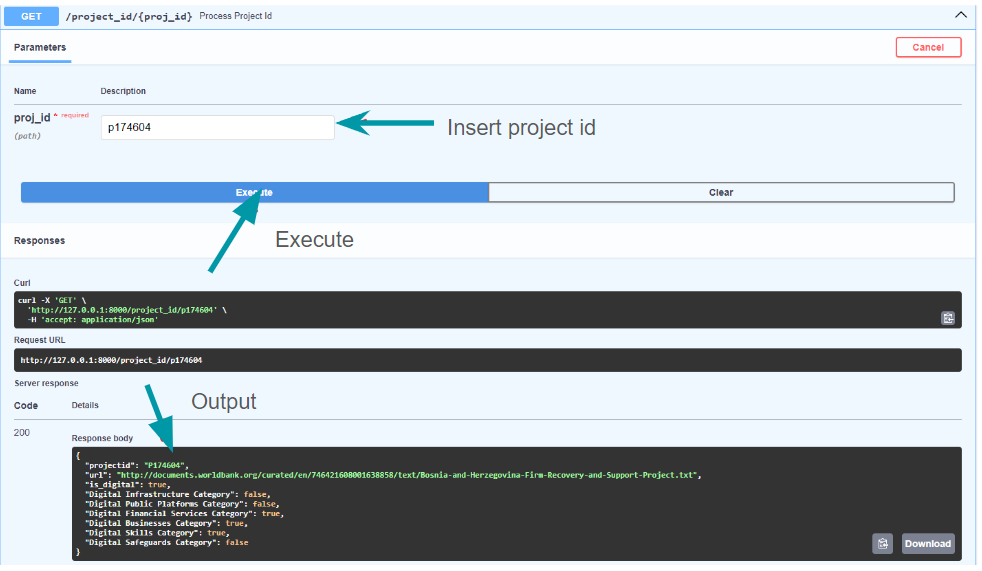 GET /project_id/{proj_id} Process Project Id
Parameters
Cancel
Name Description
proj_id * required
(path)
p174604
Insert project id
Execute
Clear
Execute
Responses
Curl
curl -X 'GET' \
'http://127.0.0.1:8000/project_id/p174604' \
-H 'accept: application/json'
Request URL
http://127.0.0.1:8000/project_id/p174604
Server response
Output
Code Details
200
Response body
{
"projectid": "P174604",
"url": "http://documents.worldbank.org/curated/en/746421608001638858/text/Bosnia-and-Herzegovina-Firm-Recovery-and-Support-Project.txt",
"is_digital": true,
"Digital Infrastructure Category": false,
"Digital Public Platforms Category": false,
"Digital Financial Services Category": true,
"Digital Businesses Category": true,
"Digital Skills Category": true,
"Digital Safeguards Category": false
}
Download